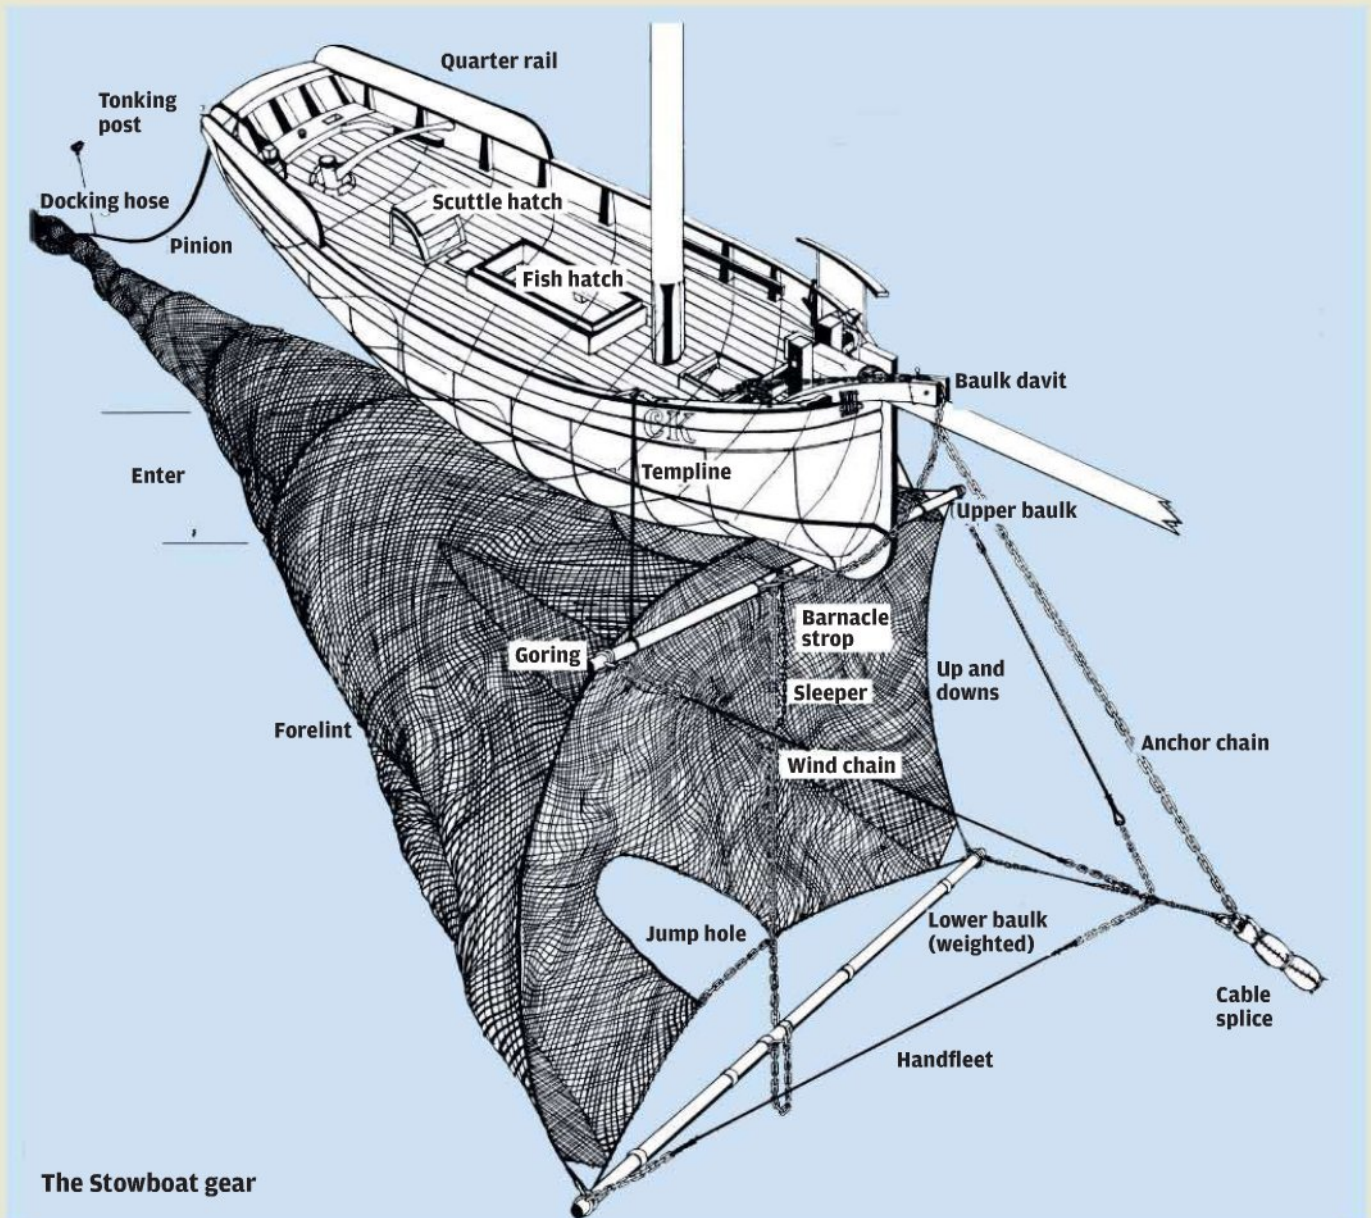 Quarter rail
Tonking
post
Docking hose
Scuttle hatch
Pinion
Fish hatch
Baulk davit
CK
Templine
Enter
Upper baulk
Barnacle
strop
Goring
Up and
downs
Sleeper
Forelint
Anchor chain
Wind chain
Jump hole
Lower baulk
(weighted)
Cable
splice
Handfleet
The Stowboat gear